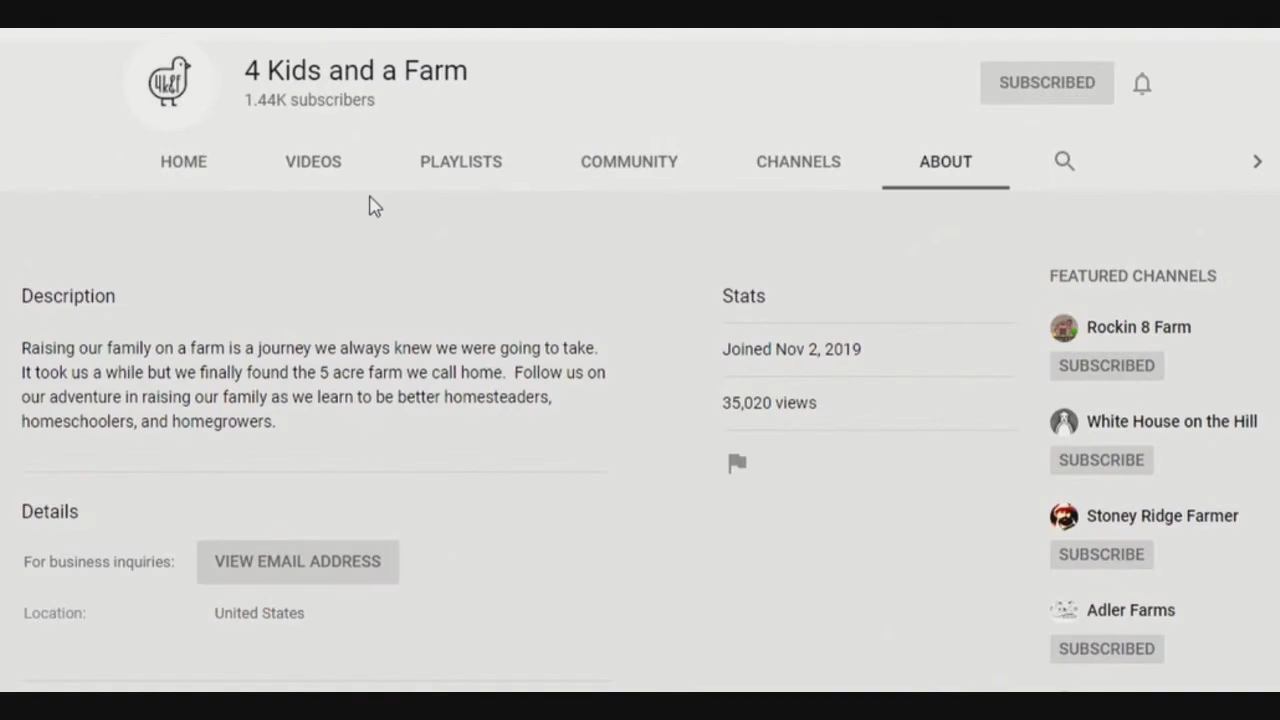 4k&f
4 Kids and a Farm
1.44K subscribers
SUBSCRIBED
HOME
VIDEOS
PLAYLISTS
COMMUNITY
CHANNELS
ABOUT
Description
Raising our family on a farm is a journey we always knew we were going to take.
It took us a while but we finally found the 5 acre farm we call home. Follow us on
our adventure in raising our family as we learn to be better homesteaders,
homeschoolers, and homegrowers.
Details
For business inquiries:
VIEW EMAIL ADDRESS
Location:
United States
Stats
Joined Nov 2, 2019
35,020 views
FEATURED CHANNELS
Rockin 8 Farm
SUBSCRIBED
White House on the Hill
SUBSCRIBE
Stoney Ridge Farmer
SUBSCRIBE
Adler Farms
SUBSCRIBED